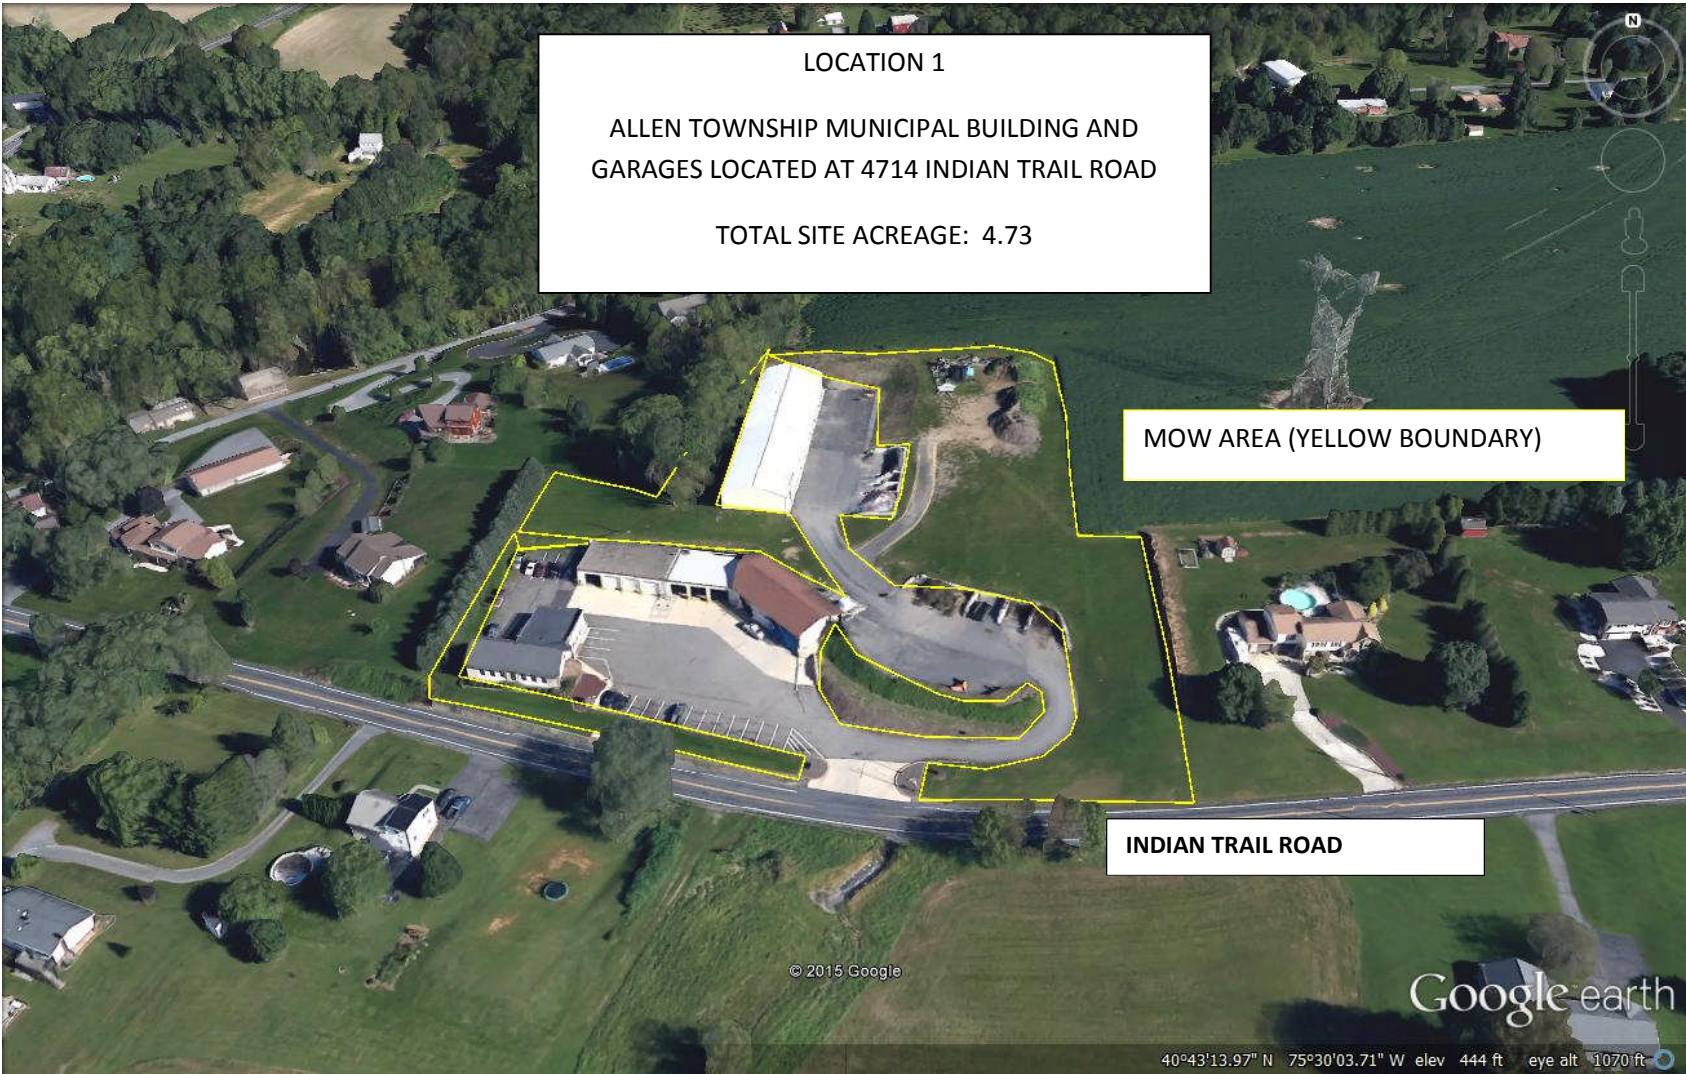 N
LOCATION 1
ALLEN TOWNSHIP MUNICIPAL BUILDING AND
GARAGES LOCATED AT 4714 INDIAN TRAIL ROAD
TOTAL SITE ACREAGE: 4.73
MOW AREA (YELLOW BOUNDARY)
INDIAN TRAIL ROAD
© 2015 Google
Google earth
40°43'13.97" N 75°30'03.71" W elev 444 ft eye alt 1070 ft